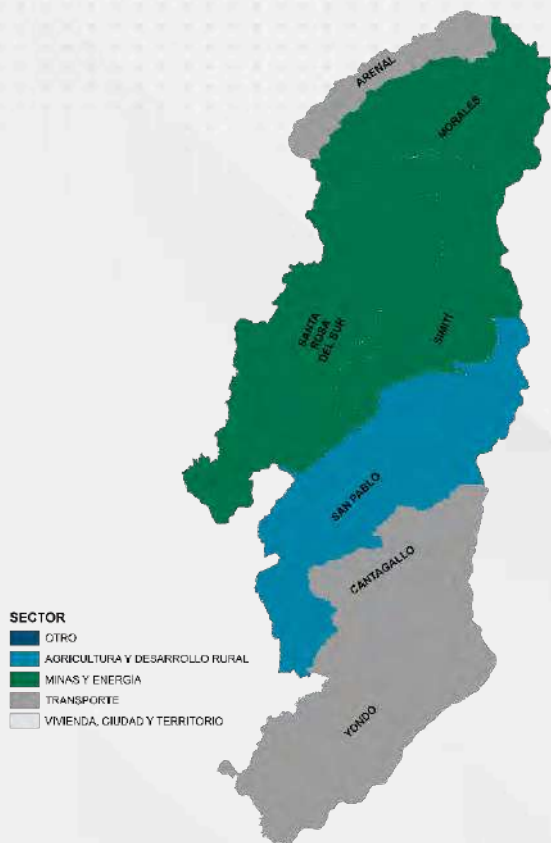 ARENAL
MORALES
SANTA
ROSA
DEL SUR
SIMITÍ
SAN PABLO
CANTAGALLO
YONDO
SECTOR
OTRO
AGRICULTURA Y DESARROLLO RURAL
MINAS Y ENERGÍA
TRANSPORTE
VIVIENDA, CIUDAD Y TERRITORIO